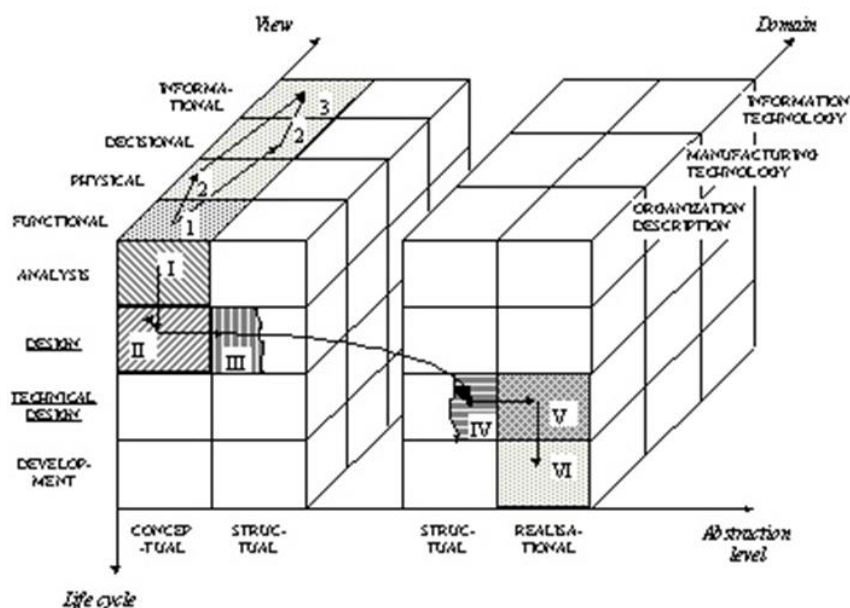 View
Domain
INFORMA-
TIONAL
DECISIONAL
PHYSICAL
FUNCTIONAL
3
2
2
1
INFORMATION
TECHNOLOGY
MANUFACTURING
TECHNOLOGY
ORGANIZATION
DESCRIPTION
ANALYSIS
I
DESIGN
II
III
TECHNICAL
DESIGN
IV
V
DEVELOP-
MENT
VI
CONCEP
-TUAL
STRUC-
TUAL
STRUC-
TUAL
REALISA-
TIONAL
Abstraction
level
Life cycle